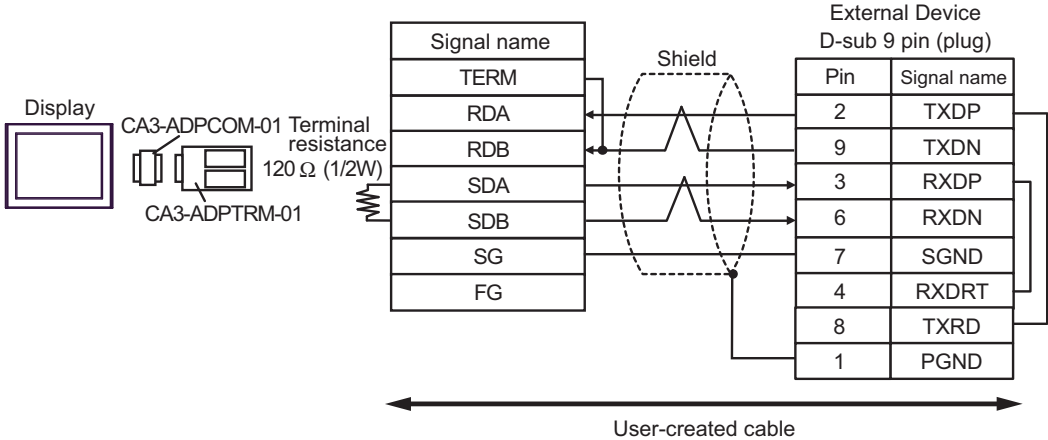 External Device
D-sub 9 pin (plug)
Signal name
Shield
Pin Signal name
TERM
Display
RDA
2 TXDP
CA3-ADPCOM-01
Terminal
resistance
120 Ω (1/2W)
RDB
9 TXDN
SDA
3 RXDP
CA3-ADPTRM-01
SDB
6 RXDN
SG
7 SGND
FG
4 RXDRT
8 TXRD
1 PGND
User-created cable